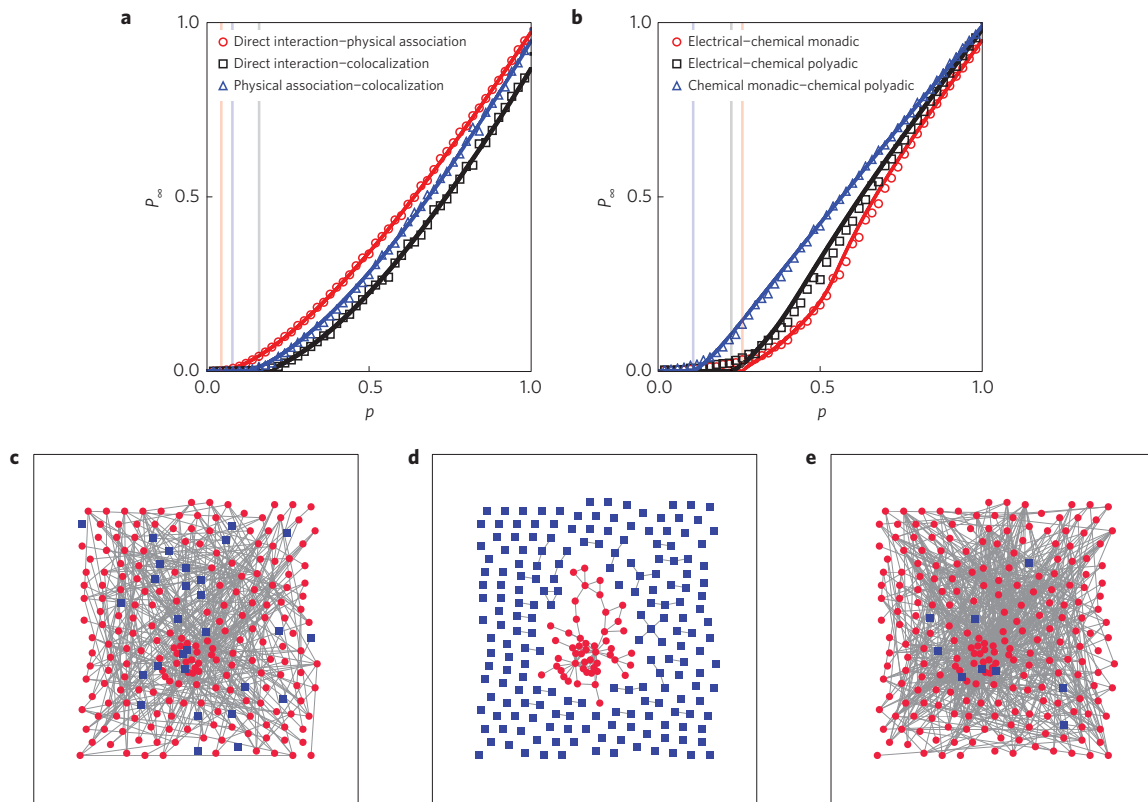 a
1.0
Direct interaction–physical association
Direct interaction–colocalization
Physical association–colocalization
P∞
0.5
0.0
0.0
0.5
1.0
p
b
1.0
Electrical–chemical monadic
Electrical–chemical polyadic
Chemical monadic–chemical polyadic
P∞
0.5
0.0
0.0
0.5
1.0
p
c
d
e